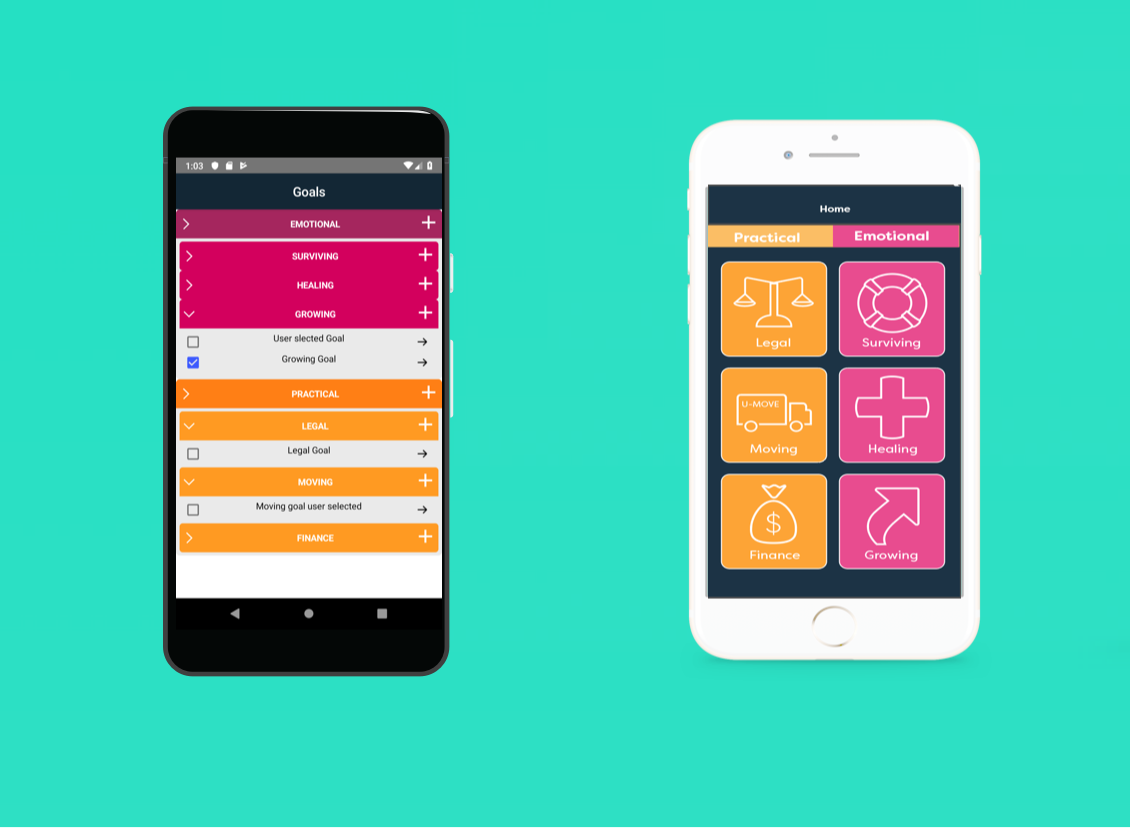 1:03
Goals
EMOTIONAL
SURVIVING
HEALING
GROWING
User slected Goal
Growing Goal
PRACTICAL
LEGAL
Legal Goal
MOVING
Moving goal user selected
FINANCE
Home
Practical Emotional
Legal Surviving
U-MOVE
Moving Healing
$
Finance Growing